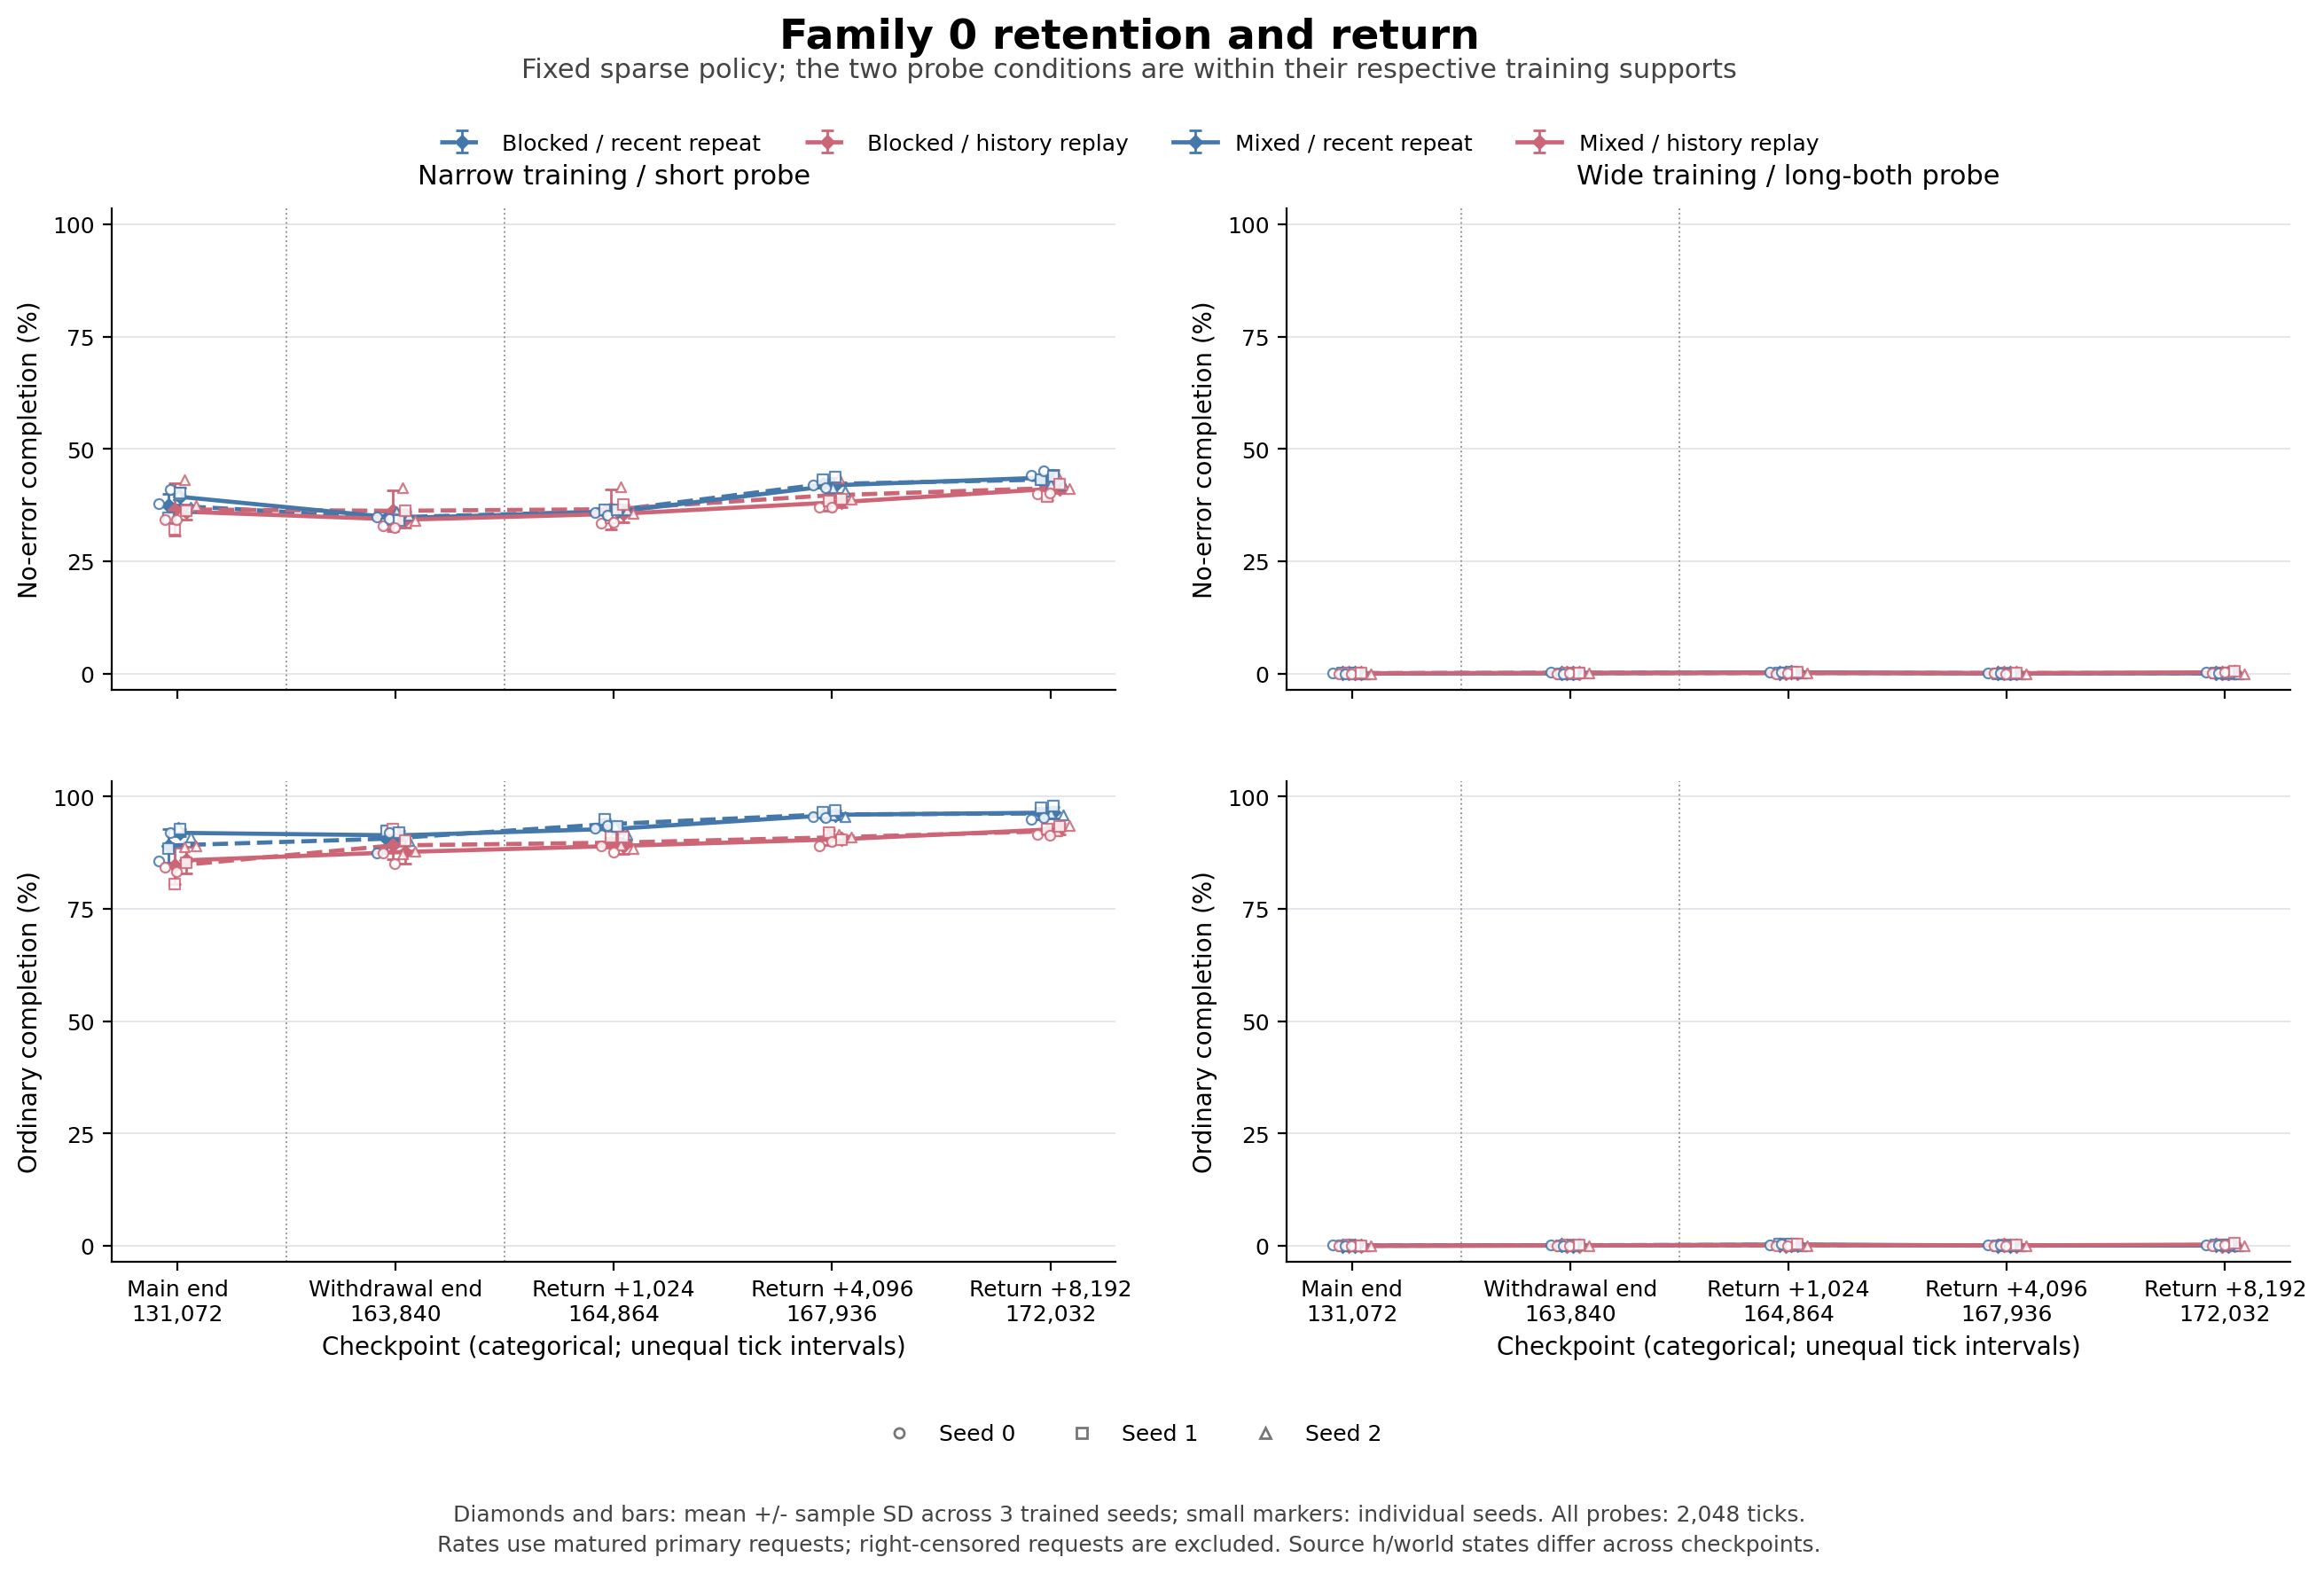 Family 0 retention and return
Fixed sparse policy; the two probe conditions are within their respective training supports
Blocked / recent repeat
Blocked / history replay
Mixed / recent repeat
Mixed / history replay
Narrow training / short probe
Wide training / long-both probe
No-error completion (%)
100
75
50
25
0
No-error completion (%)
100
75
50
25
0
Ordinary completion (%)
100
75
50
25
0
Ordinary completion (%)
100
75
50
25
0
Main end
131,072
Withdrawal end
163,840
Return +1,024
164,864
Return +4,096
167,936
Return +8,192
172,032
Checkpoint (categorical; unequal tick intervals)
Main end
131,072
Withdrawal end
163,840
Return +1,024
164,864
Return +4,096
167,936
Return +8,192
172,032
Checkpoint (categorical; unequal tick intervals)
Seed 0
Seed 1
Seed 2
Diamonds and bars: mean +/- sample SD across 3 trained seeds; small markers: individual seeds. All probes: 2,048 ticks.
Rates use matured primary requests; right-censored requests are excluded. Source h/world states differ across checkpoints.